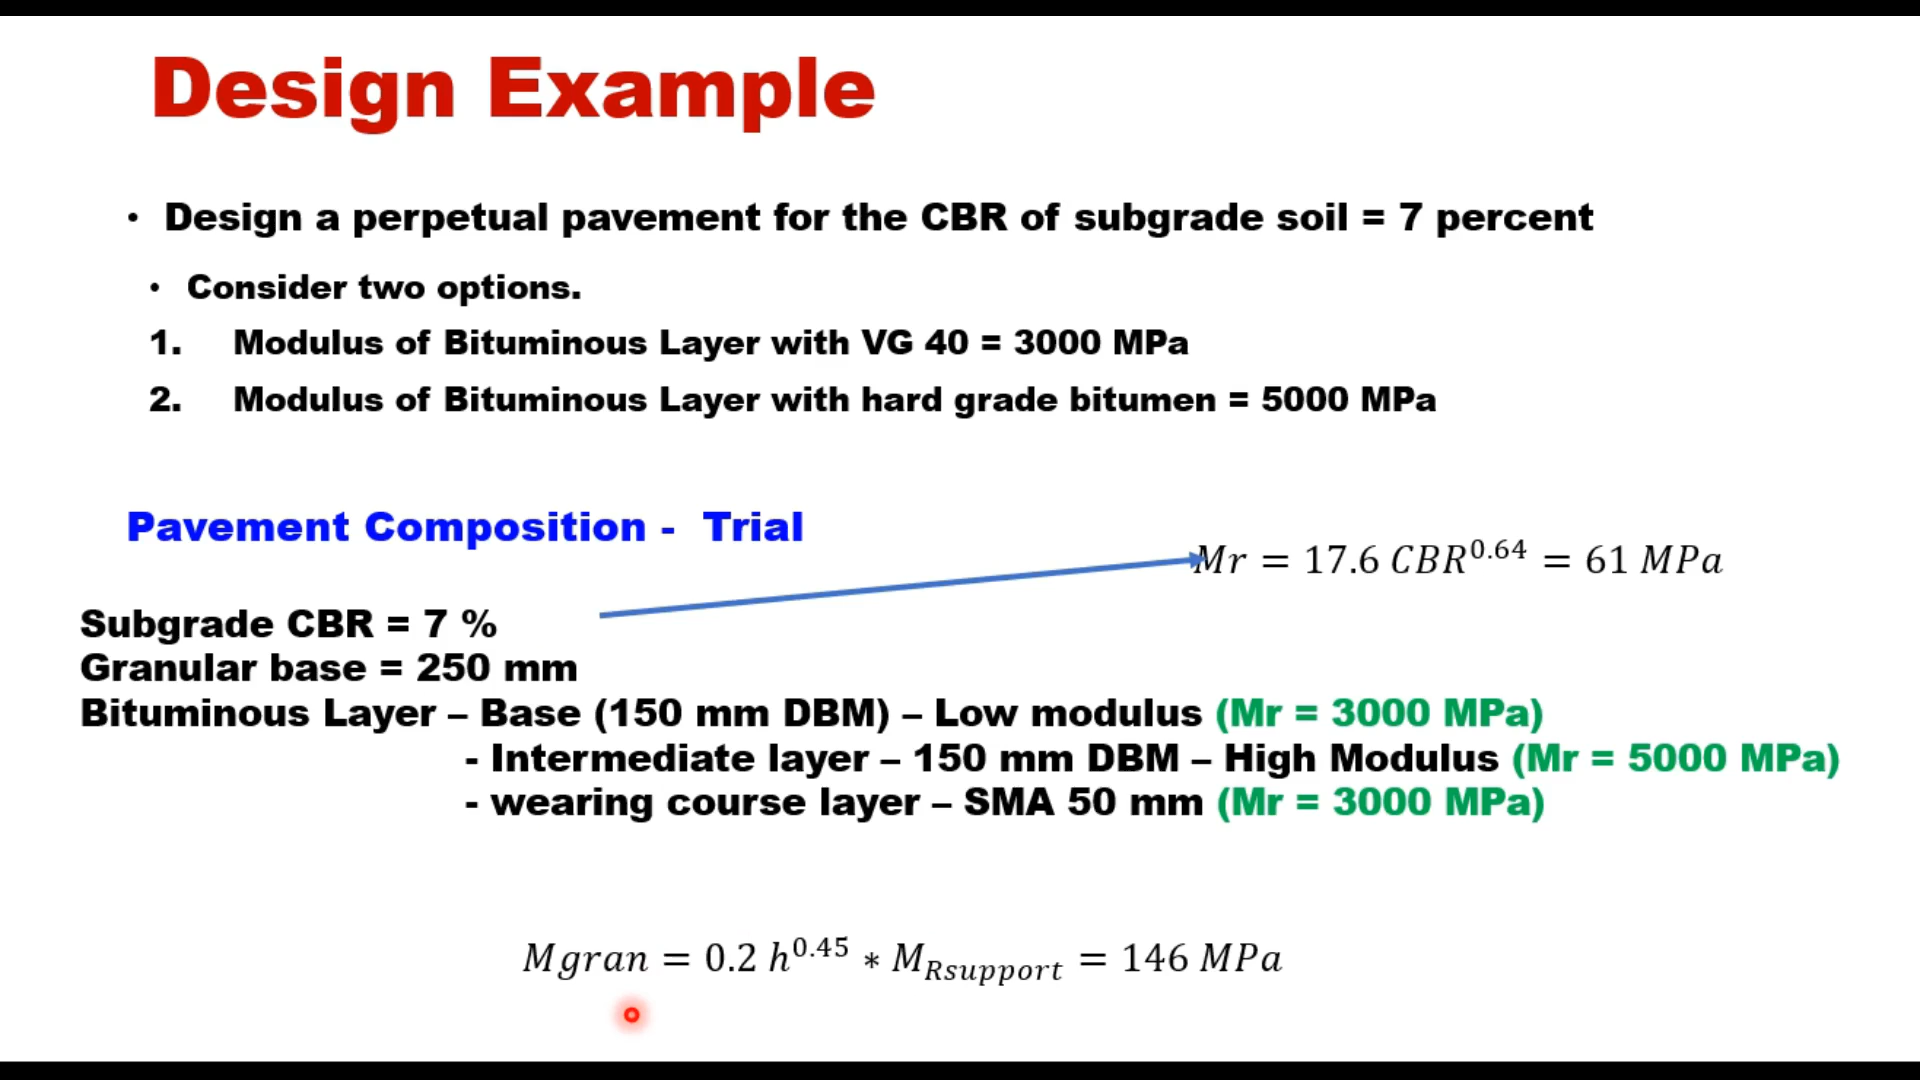 Design Example
• Design a perpetual pavement for the CBR of subgrade soil = 7 percent
• Consider two options.
1. Modulus of Bituminous Layer with VG 40 = 3000 MPa
2. Modulus of Bituminous Layer with hard grade bitumen = 5000 MPa
Pavement Composition - Trial
Mr = 17.6 CBR^0.64 = 61 MPa
Subgrade CBR = 7 %
Granular base = 250 mm
Bituminous Layer – Base (150 mm DBM) – Low modulus (Mr = 3000 MPa)
- Intermediate layer – 150 mm DBM – High Modulus (Mr = 5000 MPa)
- wearing course layer – SMA 50 mm (Mr = 3000 MPa)
Mgran = 0.2 h^0.45 * M_Rsupport = 146 MPa